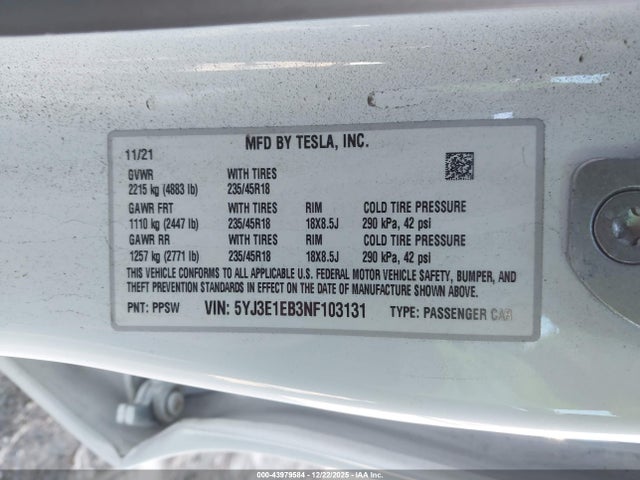 MFD BY TESLA, INC.
11/21
GVWR WITH TIRES
2215 kg (4883 lb) 235/45R18
GAWR FRT WITH TIRES RIM COLD TIRE PRESSURE
1110 kg (2447 lb) 235/45R18 18X8.5J 290 kPa, 42 psi
GAWR RR WITH TIRES RIM COLD TIRE PRESSURE
1257 kg (2771 lb) 235/45R18 18X8.5J 290 kPa, 42 psi
THIS VEHICLE CONFORMS TO ALL APPLICABLE U.S. FEDERAL MOTOR VEHICLE SAFETY, BUMPER, AND
THEFT PREVENTION STANDARDS IN EFFECT ON THE DATE OF MANUFACTURE SHOWN ABOVE.
PNT: PPSW VIN: 5YJ3E1EB3NF103131 TYPE: PASSENGER CAR
000-43979584 - 12/22/2025 - IAAI.COM